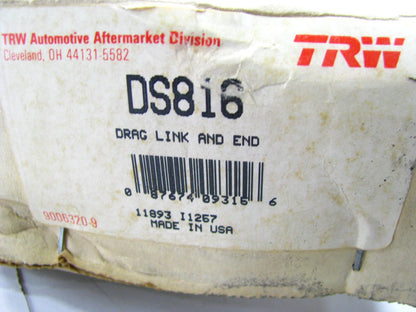 TRW Automotive Aftermarket Division
Cleveland, OH 44131-5582
TRW
DS816
DRAG LINK AND END
0 87674 09316 6
11893 I1267
MADE IN USA
9006320-9